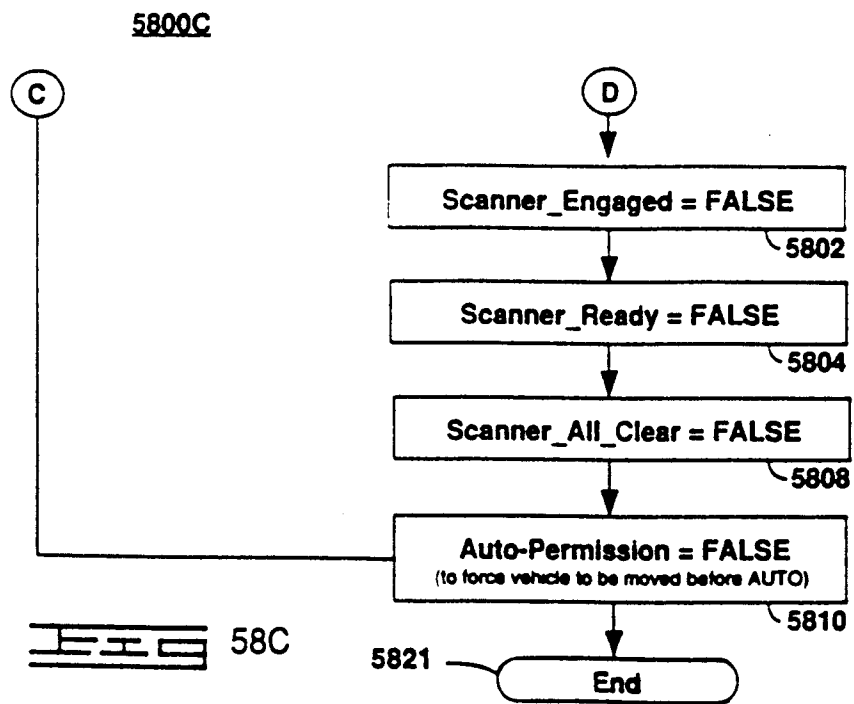 5800C
C
D
Scanner_Engaged = FALSE
5802
Scanner_Ready = FALSE
5804
Scanner_All_Clear = FALSE
5808
Auto-Permission = FALSE
(to force vehicle to be moved before AUTO)
5810
FIG 58C
5821
End